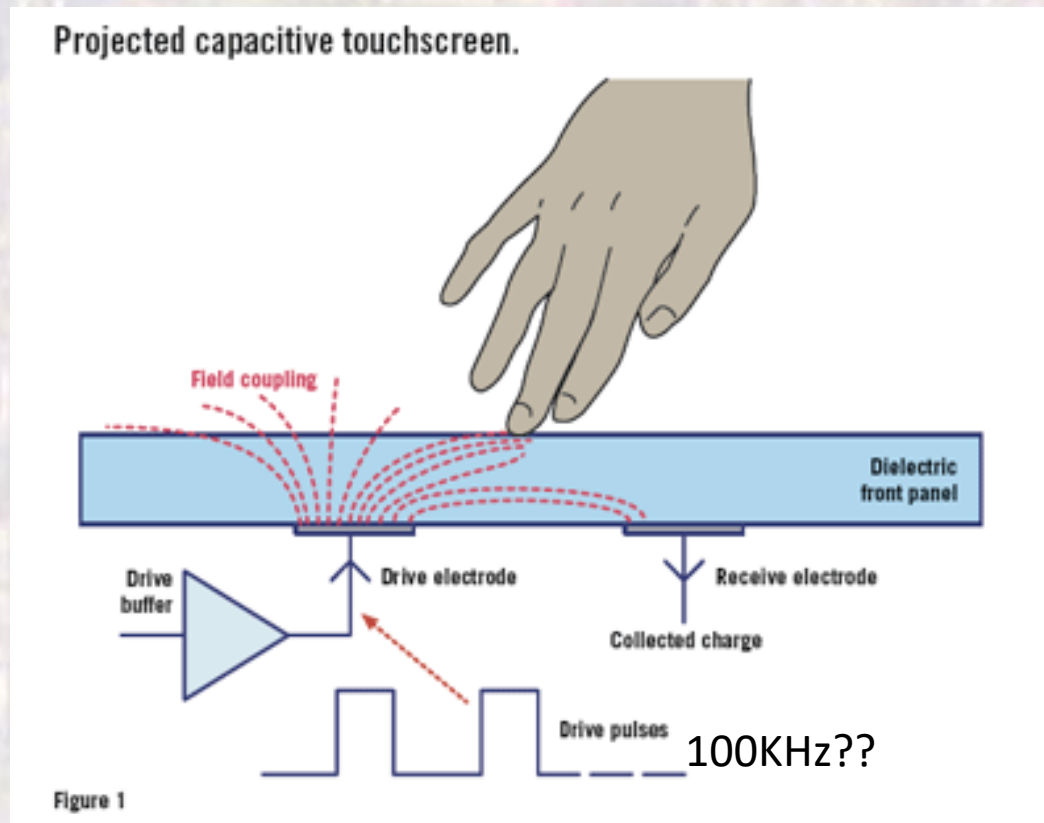 Projected capacitive touchscreen.
Field coupling
Dielectric
front panel
Drive
buffer
Drive electrode
Receive electrode
Collected charge
Drive pulses
100KHz??
Figure 1